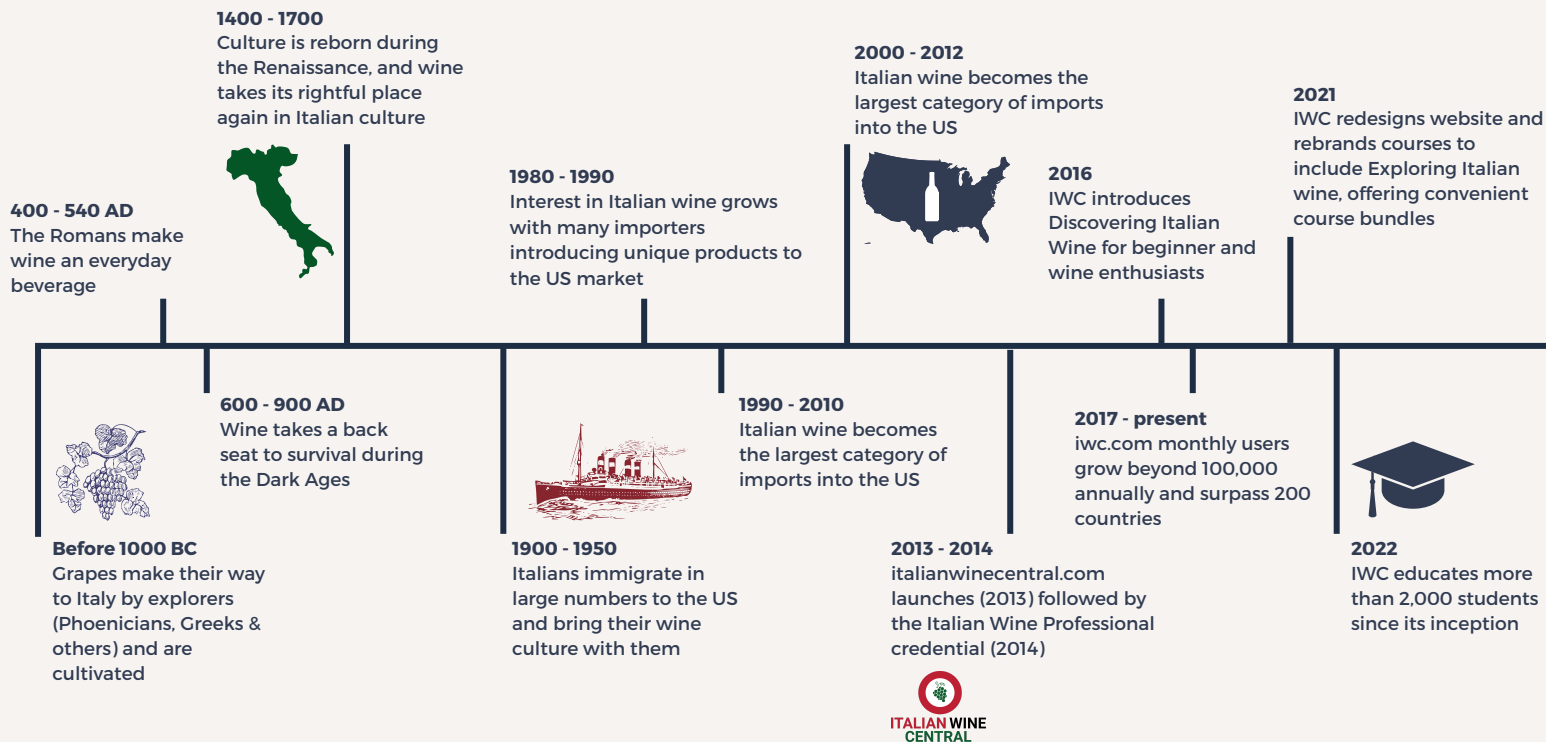 1400 - 1700
Culture is reborn during
the Renaissance, and wine
takes its rightful place
again in Italian culture
2000 - 2012
Italian wine becomes the
largest category of imports
into the US
2021
IWC redesigns website and
rebrands courses to
include Exploring Italian
wine, offering convenient
course bundles
1980 - 1990
Interest in Italian wine grows
with many importers
introducing unique products to
the US market
2016
IWC introduces
Discovering Italian
Wine for beginner and
wine enthusiasts
400 - 540 AD
The Romans make
wine an everyday
beverage
600 - 900 AD
Wine takes a back
seat to survival during
the Dark Ages
1990 - 2010
Italian wine becomes
the largest category of
imports into the US
2017 - present
iwc.com monthly users
grow beyond 100,000
annually and surpass 200
countries
Before 1000 BC
Grapes make their way
to Italy by explorers
(Phoenicians, Greeks &
others) and are
cultivated
1900 - 1950
Italians immigrate in
large numbers to the US
and bring their wine
culture with them
2013 - 2014
italianwinecentral.com
launches (2013) followed by
the Italian Wine Professional
credential (2014)
2022
IWC educates more
than 2,000 students
since its inception
ITALIAN WINE
CENTRAL